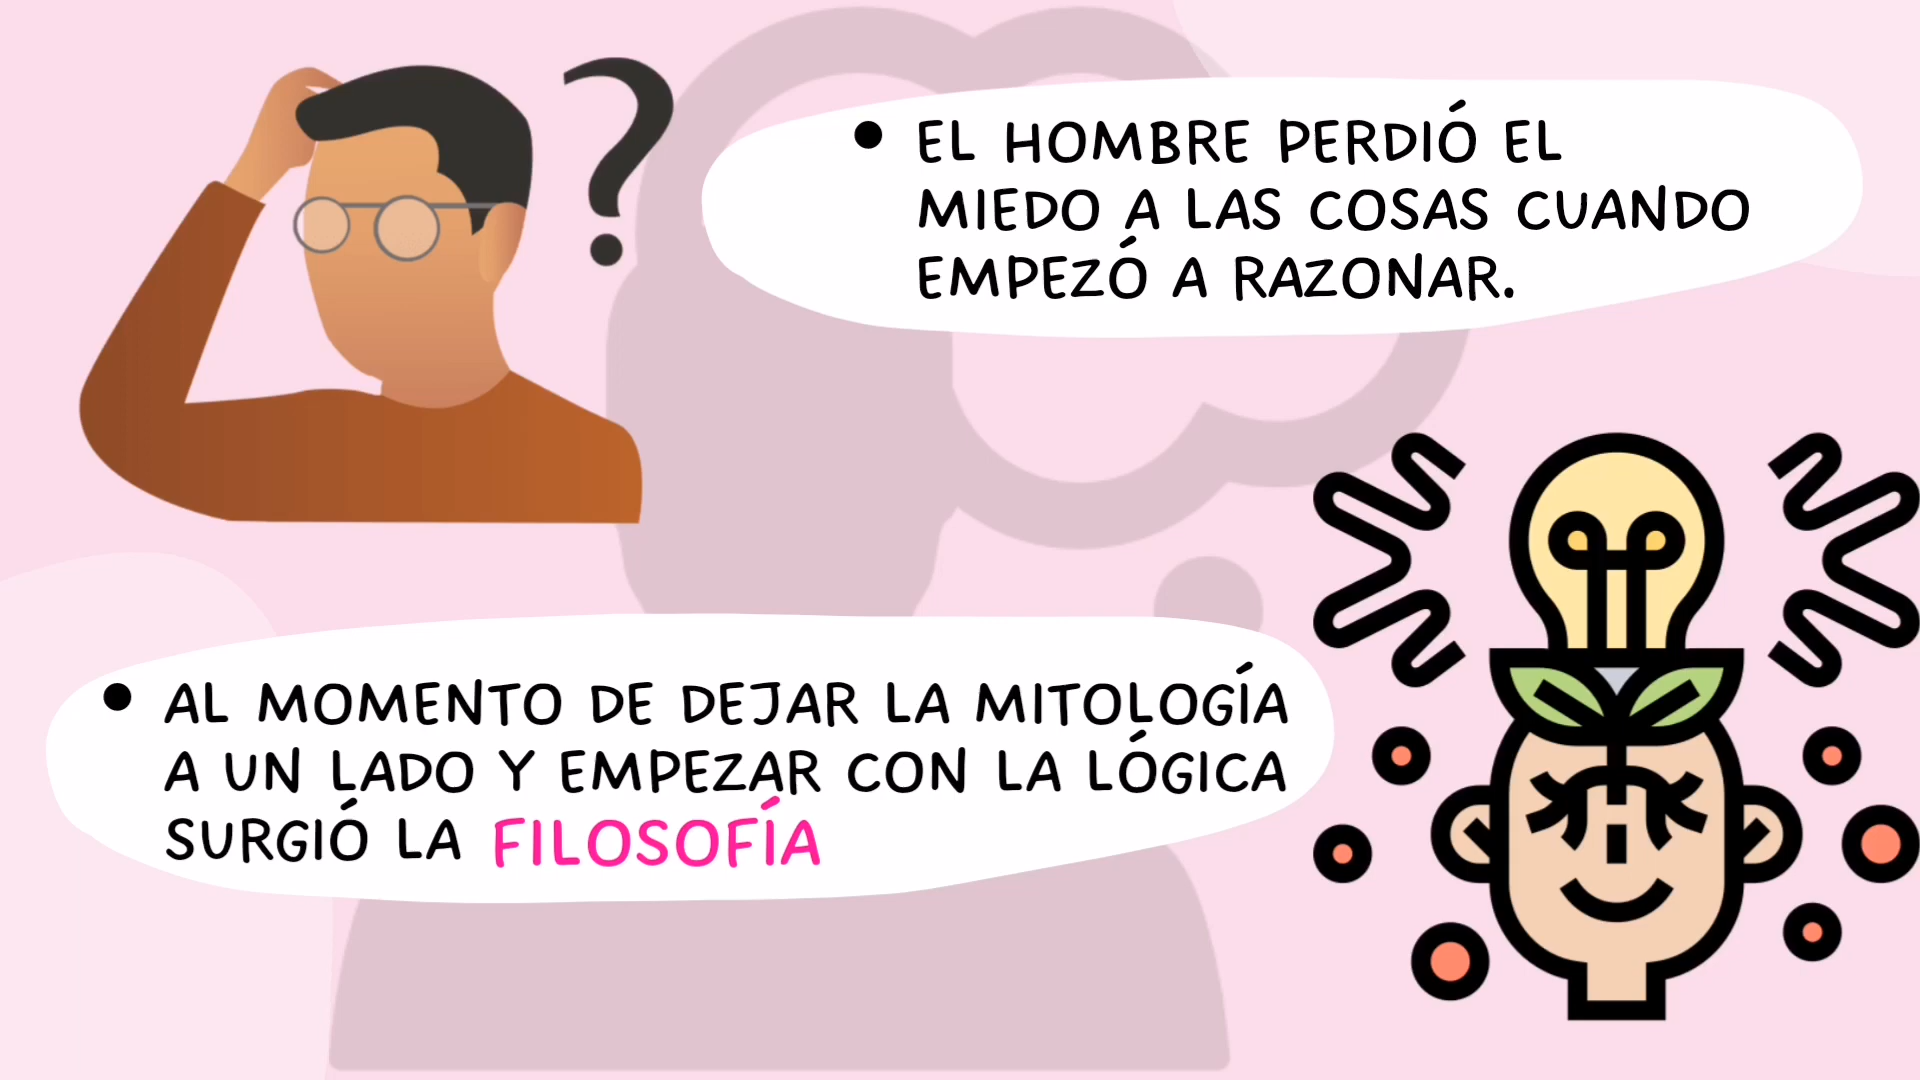 ? 
• EL HOMBRE PERDIÓ EL
MIEDO A LAS COSAS CUANDO
EMPEZÓ A RAZONAR.
• AL MOMENTO DE DEJAR LA MITOLOGÍA
A UN LADO Y EMPEZAR CON LA LÓGICA
SURGIÓ LA FILOSOFÍA